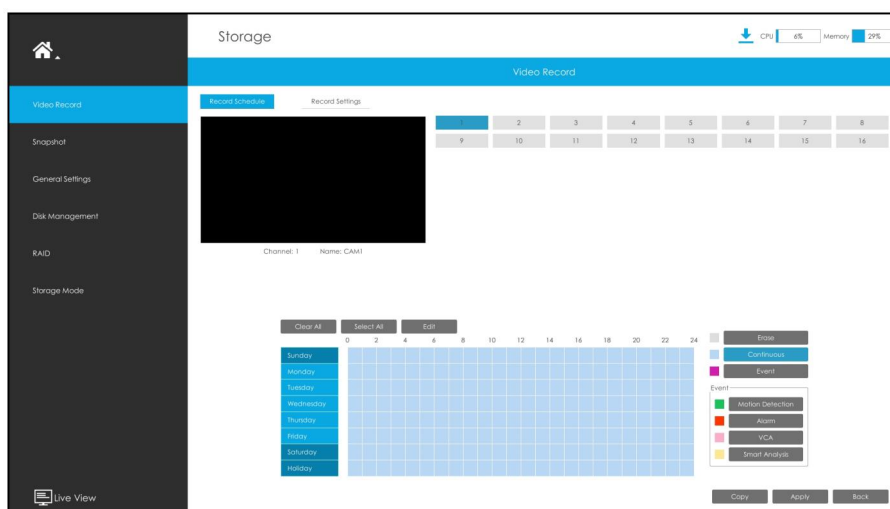 Storage
CPU 6% Memory 29%
Video Record
Video Record
Snapshot
General Settings
Disk Management
RAID
Storage Mode
Live View
Record Schedule Record Settings
1 2 3 4 5 6 7 8
9 10 11 12 13 14 15 16
Channel: 1 Name: CAM1
Clear All Select All Edit
0 2 4 6 8 10 12 14 16 18 20 22 24
Sunday
Monday
Tuesday
Wednesday
Thursday
Friday
Saturday
Holiday
Erase
Continuous
Event
Event
Motion Detection
Alarm
VCA
Smart Analysis
Copy Apply Back